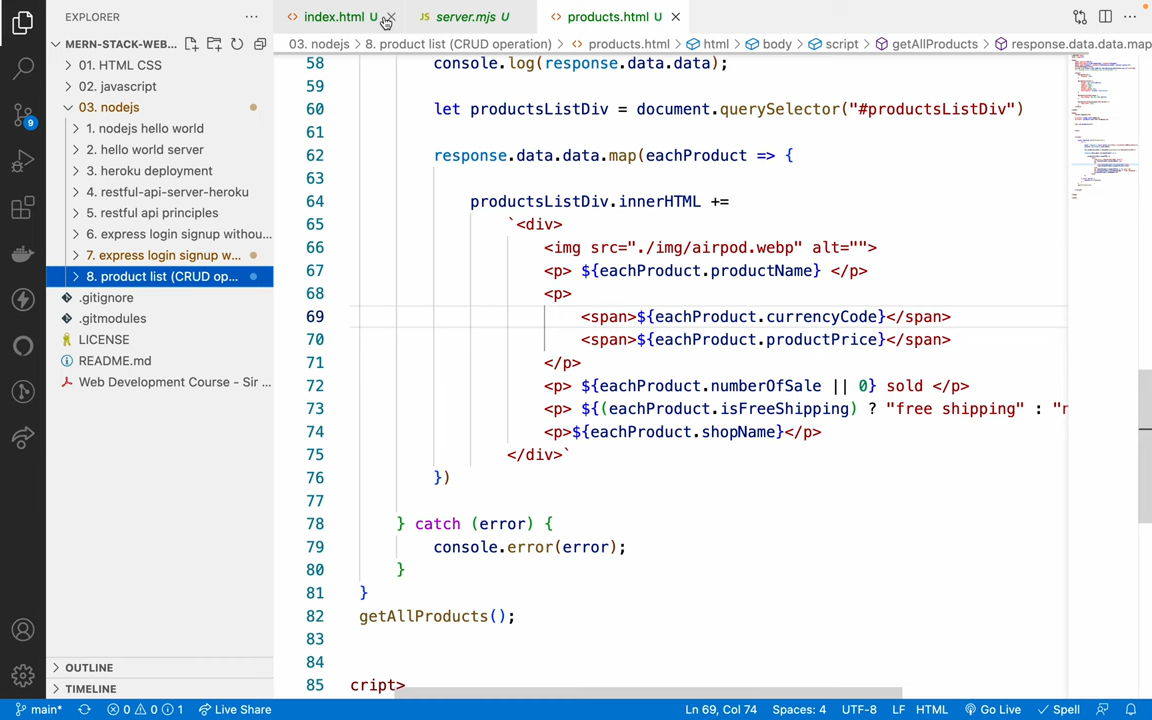 EXPLORER
index.html U
server.mjs U
products.html U
MERN-STACK-WEB...
03. nodejs > 8. product list (CRUD operation) > products.html > html > body > script > getAllProducts > response.data.data.map
01. HTML CSS
02. javascript
03. nodejs
1. nodejs hello world
2. hello world server
3. heroku deployment
4. restful-api-server-heroku
5. restful api principles
6. express login signup withou...
7. express login signup w...
8. product list (CRUD op...
.gitignore
.gitmodules
LICENSE
README.md
Web Development Course - Sir ...
OUTLINE
TIMELINE
9
58 console.log(response.data.data);
59
60 let productsListDiv = document.querySelector("#productsListDiv")
61
62 response.data.data.map(eachProduct => {
63
64 productsListDiv.innerHTML +=
65 `<div>
66 <img src="./img/airpod.webp" alt="">
67 <p> ${eachProduct.productName} </p>
68 <p>
69 <span>${eachProduct.currencyCode}</span>
70 <span>${eachProduct.productPrice}</span>
71 </p>
72 <p> ${eachProduct.numberOfSale || 0} sold </p>
73 <p> ${(eachProduct.isFreeShipping) ? "free shipping" : "
74 <p>${eachProduct.shopName}</p>
75 </div>`
76 })
77
78 } catch (error) {
79 console.error(error);
80 }
81 }
82 getAllProducts();
83
84
85 cript>
main* 0 0 1 Live Share Ln 69, Col 74 Spaces: 4 UTF-8 LF HTML Go Live Spell